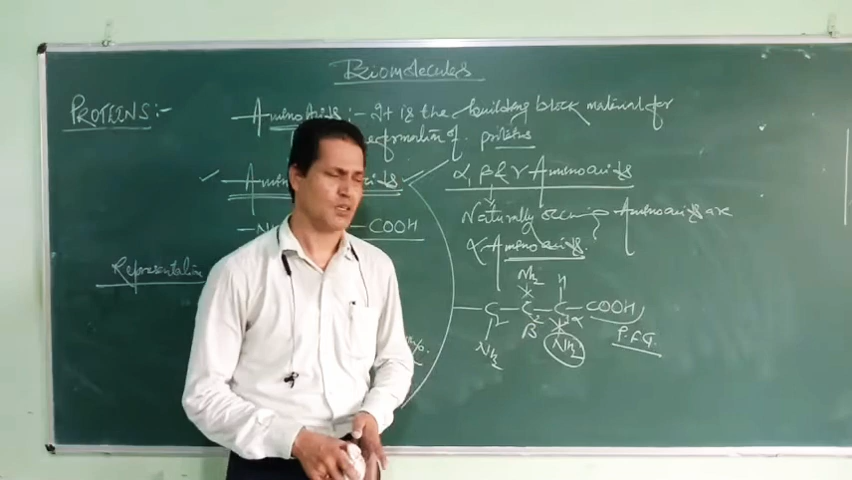 Biomolecules
PROTIENS:-
Amino Acids :- It is the building block material for
formation of proteins
α, β & γ Amino acids
Naturally occuring Amino acids are
α-Amino acids.
-COOH
Representation
NH2 H
C - C - C - COOH
β α
NH2 NH2
P.F.G.
%.